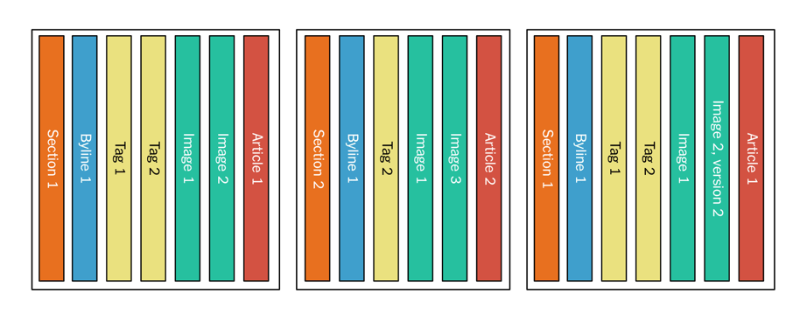 Section 1
Byline 1
Tag 1
Tag 2
Image 1
Image 2
Article 1
Section 2
Byline 1
Tag 2
Image 1
Image 3
Article 2
Section 1
Byline 1
Tag 1
Tag 2
Image 1
Image 2, version 2
Article 1